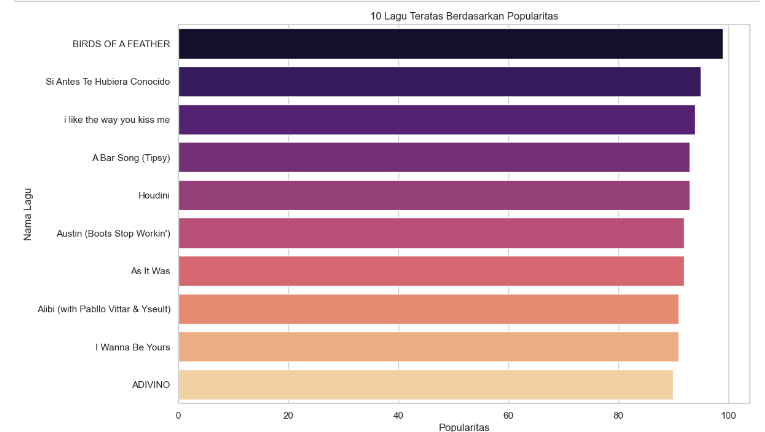 10 Lagu Teratas Berdasarkan Popularitas
BIRDS OF A FEATHER
Si Antes Te Hubiera Conocido
i like the way you kiss me
A Bar Song (Tipsy)
Houdini
Austin (Boots Stop Workin')
As It Was
Alibi (with Pabllo Vittar & Yseult)
I Wanna Be Yours
ADIVINO
Nama Lagu
0 20 40 60 80 100
Popularitas